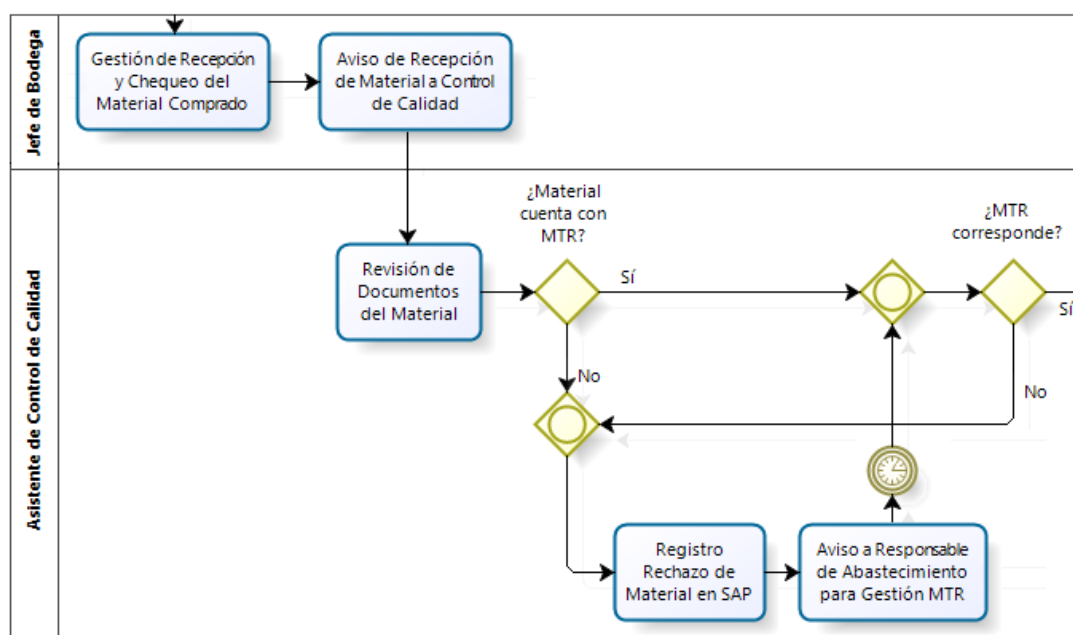 Jefe de Bodega
Gestión de Recepción
y Chequeo del
Material Comprado
Aviso de Recepción
de Material a Control
de Calidad
Asistente de Control de Calidad
Revisión de
Documentos
del Material
¿Material
cuenta con
MTR?
Sí
No
¿MTR
corresponde?
Sí
No
Registro
Rechazo de
Material en SAP
Aviso a Responsable
de Abastecimiento
para Gestión MTR